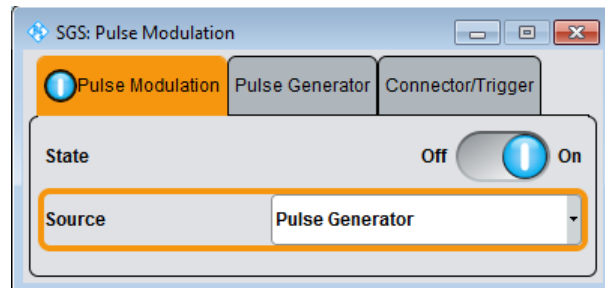 SGS: Pulse Modulation
Pulse Modulation Pulse Generator Connector/Trigger
State Off On
Source Pulse Generator